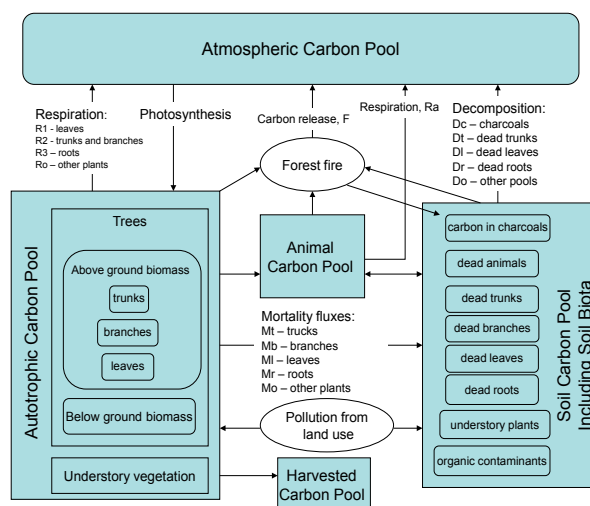 Atmospheric Carbon Pool
Respiration:
R1 - leaves
R2 – trunks and branches
R3 – roots
Ro – other plants
Photosynthesis
Carbon release, F
Respiration, Ra
Decomposition:
Dc – charcoals
Dt – dead trunks
Dl – dead leaves
Dr – dead roots
Do – other pools
Forest fire
Autotrophic Carbon Pool
Trees
Above ground biomass
trunks
branches
leaves
Below ground biomass
Understory vegetation
Animal
Carbon Pool
Mortality fluxes:
Mt – trucks
Mb – branches
Ml – leaves
Mr – roots
Mo – other plants
Pollution from
land use
Harvested
Carbon Pool
carbon in charcoals
dead animals
dead trunks
dead branches
dead leaves
dead roots
understory plants
organic contaminants
Soil Carbon Pool
Including Soil Biota